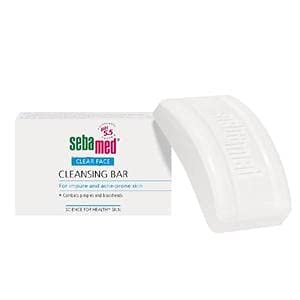 pH 5.5
sebamed
CLEAR FACE
CLEANSING BAR
For impure and acne-prone skin
• Combats pimples and blackheads
SCIENCE FOR HEALTHY SKIN
sebamed